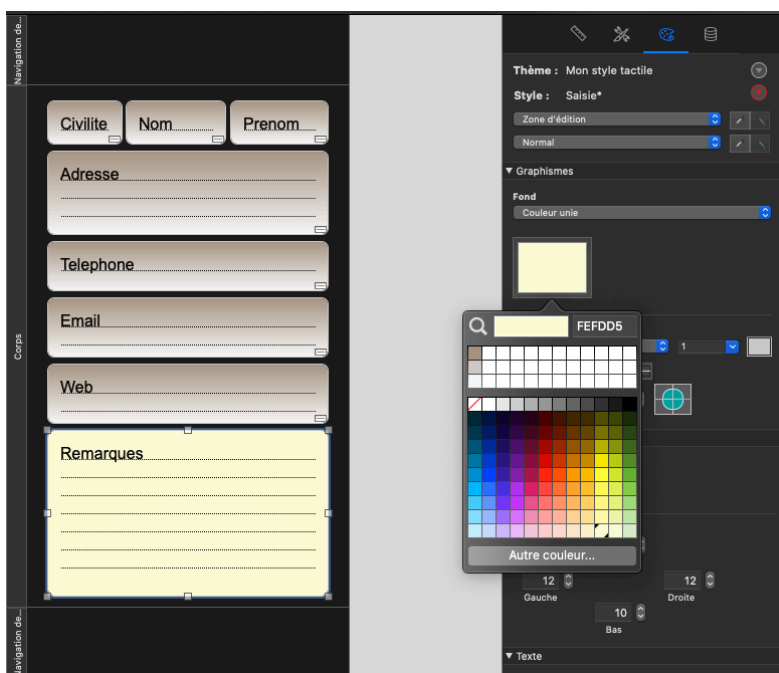 Navigation de...
Corps
Navigation de...
Civilite
Nom
Prenom
Adresse
Telephone
Email
Web
Remarques
Thème : Mon style tactile
Style : Saisie*
Zone d'édition
Normal
Graphismes
Fond
Couleur unie
FEFDD5
1
Autre couleur...
12
12
Gauche
Droite
10
Bas
Texte